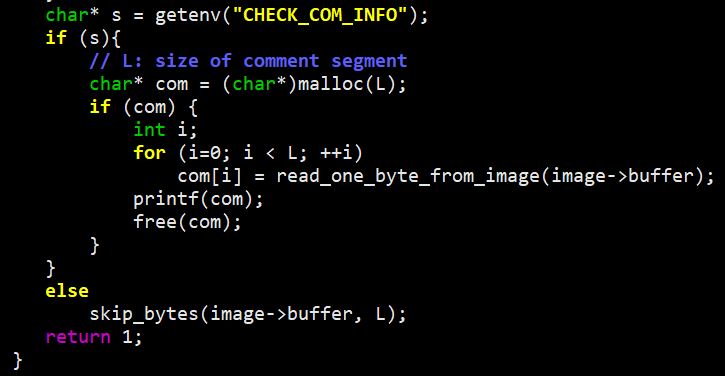 char* s = getenv("CHECK_COM_INFO");
if (s){
// L: size of comment segment
char* com = (char*)malloc(L);
if (com) {
int i;
for (i=0; i < L; ++i)
com[i] = read_one_byte_from_image(image->buffer);
printf(com);
free(com);
}
}
else
skip_bytes(image->buffer, L);
return 1;
}